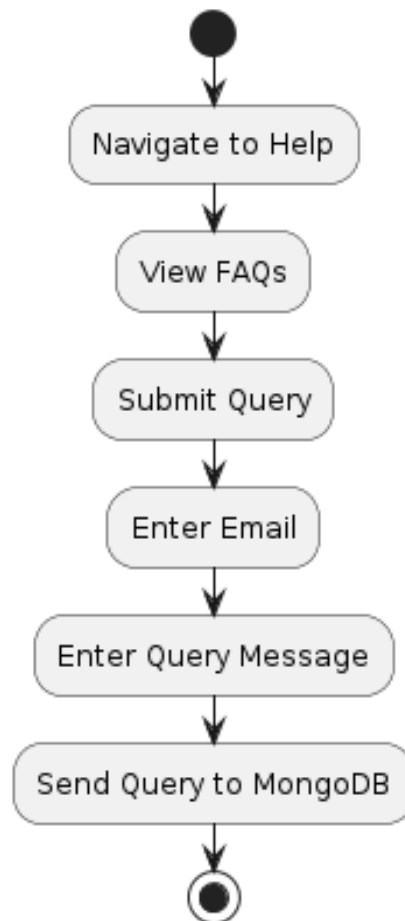 Navigate to Help
View FAQs
Submit Query
Enter Email
Enter Query Message
Send Query to MongoDB